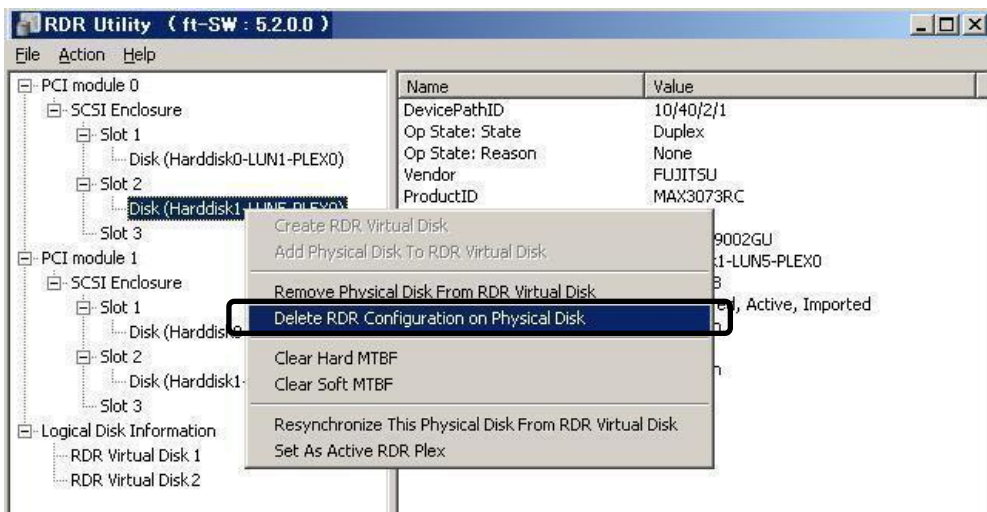 RDR Utility ( ft-SW : 5.2.0.0 )
File Action Help
PCI module 0
SCSI Enclosure
Slot 1
Disk (Harddisk0-LUN1-PLEX0)
Slot 2
Disk (Harddisk1-LUN5-PLEX0)
Slot 3
PCI module 1
SCSI Enclosure
Slot 1
Disk (Harddisk0
Slot 2
Disk (Harddisk1-
Slot 3
Logical Disk Information
RDR Virtual Disk 1
RDR Virtual Disk 2
Name Value
DevicePathID 10/40/2/1
Op State: State Duplex
Op State: Reason None
Vendor FUJITSU
ProductID MAX3073RC
9002GU
1-LUN5-PLEX0
ed, Active, Imported
Create RDR Virtual Disk
Add Physical Disk To RDR Virtual Disk
Remove Physical Disk From RDR Virtual Disk
Delete RDR Configuration on Physical Disk
Clear Hard MTBF
Clear Soft MTBF
Resynchronize This Physical Disk From RDR Virtual Disk
Set As Active RDR Plex